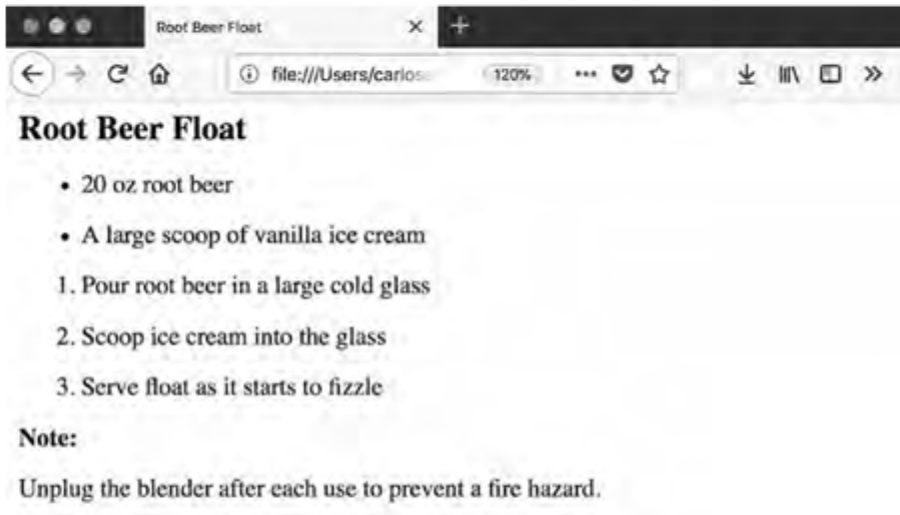 Root Beer Float
file:///Users/carlos
120%
Root Beer Float
• 20 oz root beer
• A large scoop of vanilla ice cream
1. Pour root beer in a large cold glass
2. Scoop ice cream into the glass
3. Serve float as it starts to fizzle
Note:
Unplug the blender after each use to prevent a fire hazard.